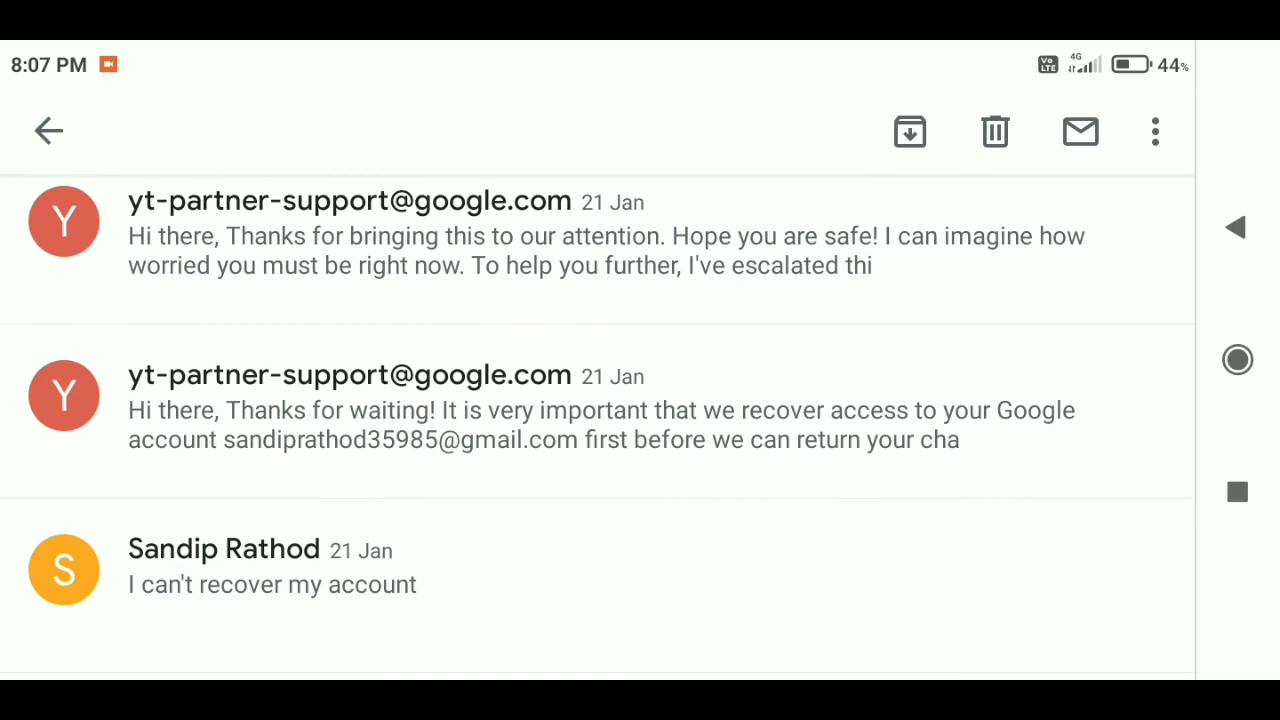 8:07 PM
Vo LTE 4G 44%
Y
yt-partner-support@google.com 21 Jan
Hi there, Thanks for bringing this to our attention. Hope you are safe! I can imagine how
worried you must be right now. To help you further, I've escalated thi
Y
yt-partner-support@google.com 21 Jan
Hi there, Thanks for waiting! It is very important that we recover access to your Google
account sandiprathod35985@gmail.com first before we can return your cha
S
Sandip Rathod 21 Jan
I can't recover my account